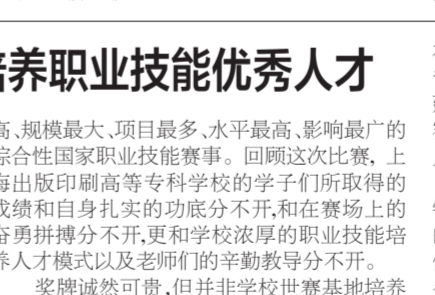 培养职业技能优秀人才
高、规模最大、项目最多、水平最高、影响最广的
综合性国家职业技能赛事。回顾这次比赛，上
海出版印刷高等专科学校的学子们所取得的
成绩和自身扎实的功底分不开,和在赛场上的
奋勇拼搏分不开,更和学校浓厚的职业技能培
养人才模式以及老师们的辛勤教导分不开。
奖牌诚然可贵,但并非学校世赛基地培养